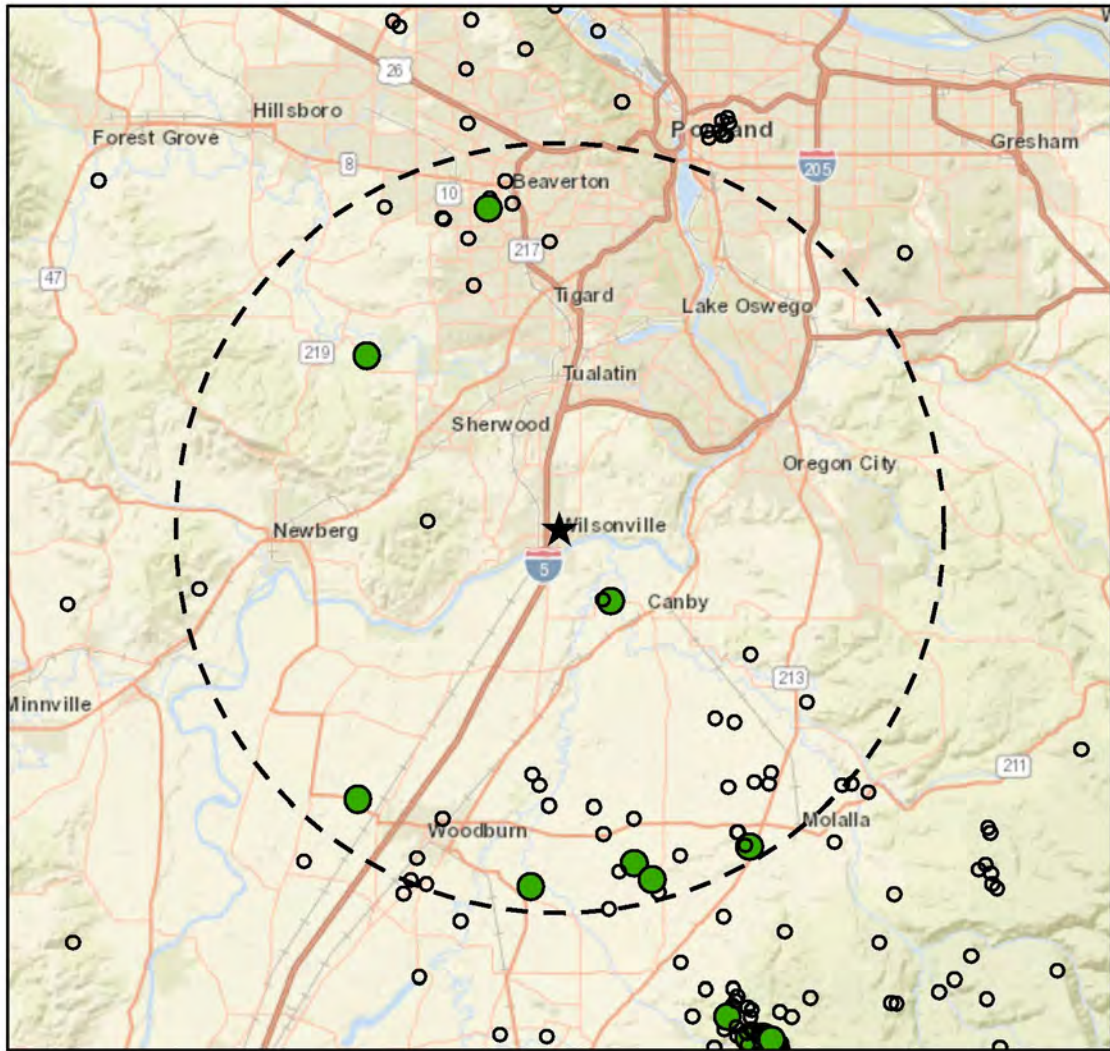 26
Hillsboro
Forest Grove
Portland
Gresham
8
205
Beaverton
10
217
47
Tigard
Lake Oswego
219
Tualatin
Sherwood
Oregon City
Newberg
Wilsonville
5
Canby
213
Minnville
211
Molalla
Woodburn